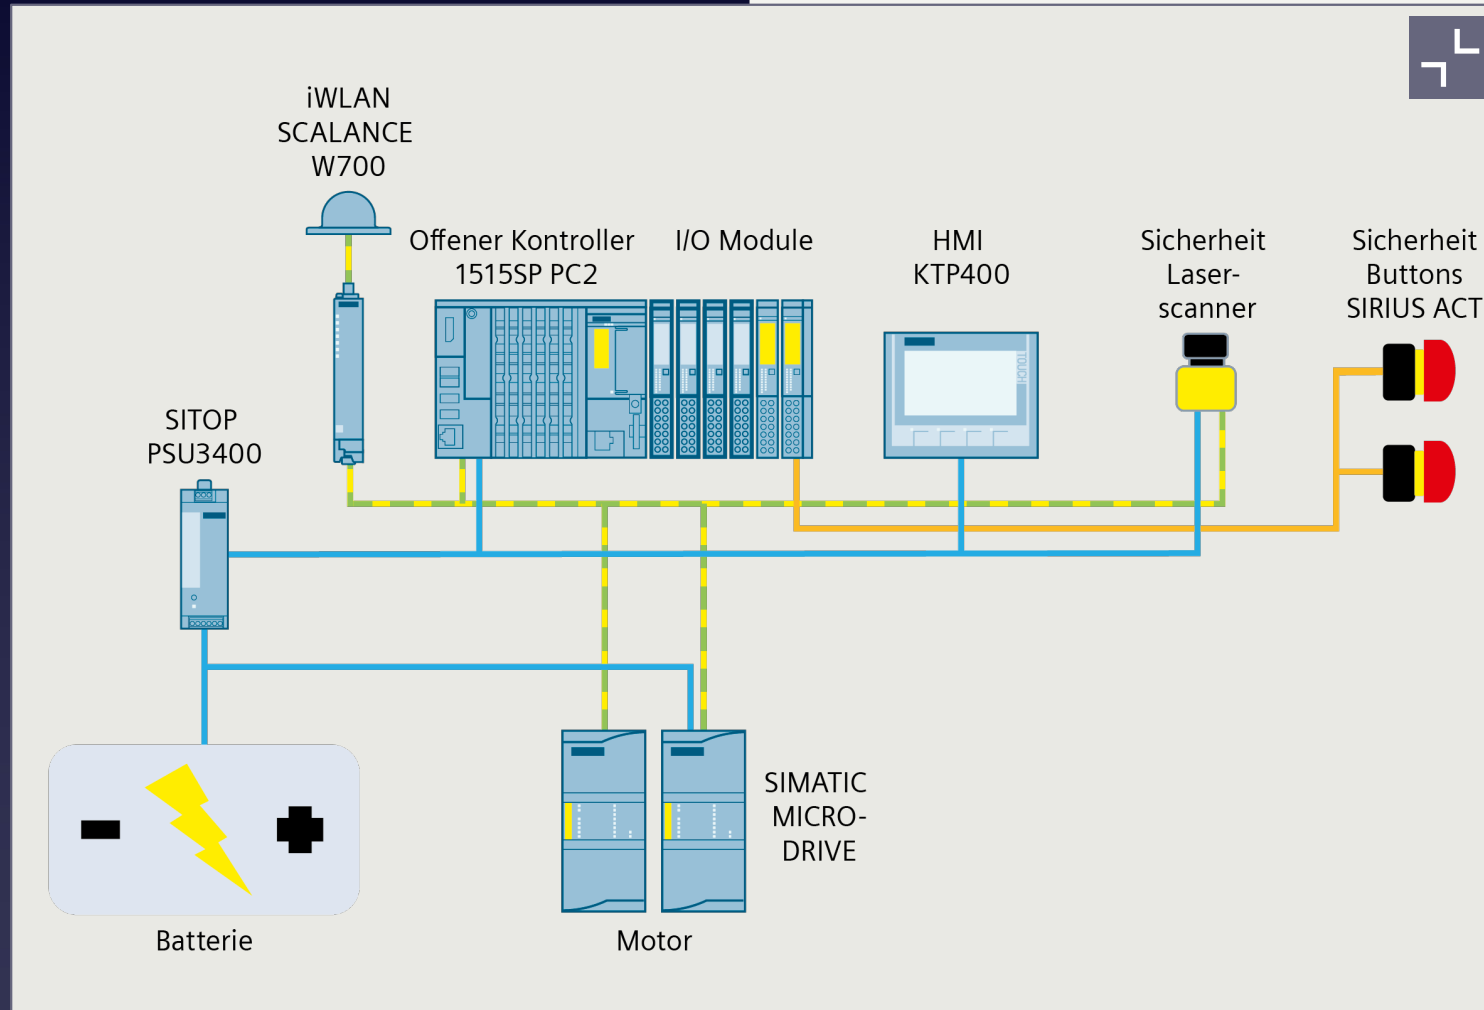 iWLAN
SCALANCE
W700
Offener Kontroller
1515SP PC2
I/O Module
HMI
KTP400
Sicherheit
Laser-
scanner
Sicherheit
Buttons
SIRIUS ACT
TOUCH
SITOP
PSU3400
SIMATIC
MICRO-
DRIVE
Batterie
Motor